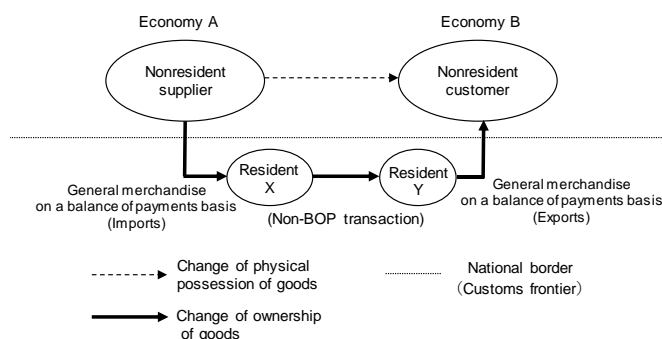 Economy A
Economy B
Nonresident
supplier
Nonresident
customer
Resident
X
Resident
Y
General merchandise
on a balance of payments basis
(Imports)
(Non-BOP transaction)
General merchandise
on a balance of payments basis
(Exports)
Change of physical
possession of goods
National border
（Customs frontier）
Change of ownership
of goods